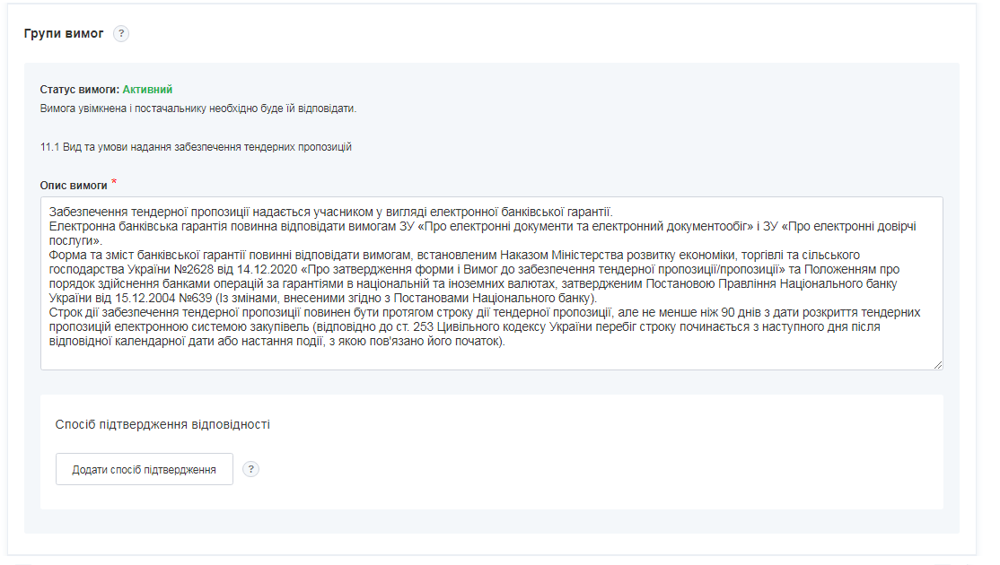 Групи вимог ?
Статус вимоги: Активний
Вимога увімкнена і постачальнику необхідно буде їй відповідати.
11.1 Вид та умови надання забезпечення тендерних пропозицій
Опис вимоги *
Забезпечення тендерної пропозиції надається учасником у вигляді електронної банківської гарантії.
Електронна банківська гарантія повинна відповідати вимогам ЗУ «Про електронні документи та електронний документообіг» і ЗУ «Про електронні довірчі
послуги».
Форма та зміст банківської гарантії повинні відповідати вимогам, встановленим Наказом Міністерства розвитку економіки, торгівлі та сільського
господарства України №2628 від 14.12.2020 «Про затвердження форми і Вимог до забезпечення тендерної пропозиції/пропозиції» та Положенням про
порядок здійснення банками операцій за гарантіями в національній та іноземних валютах, затвердженим Постановою Правління Національного банку
України від 15.12.2004 №639 (Із змінами, внесеними згідно з Постановами Національного банку).
Строк дії забезпечення тендерної пропозиції повинен бути протягом строку дії тендерної пропозиції, але не менше ніж 90 днів з дати розкриття тендерних
пропозицій електронною системою закупівель (відповідно до ст. 253 Цивільного кодексу України перебіг строку починається з наступного дня після
відповідної календарної дати або настання події, з якою пов'язано його початок).
Спосіб підтвердження відповідності
Додати спосіб підтвердження ?